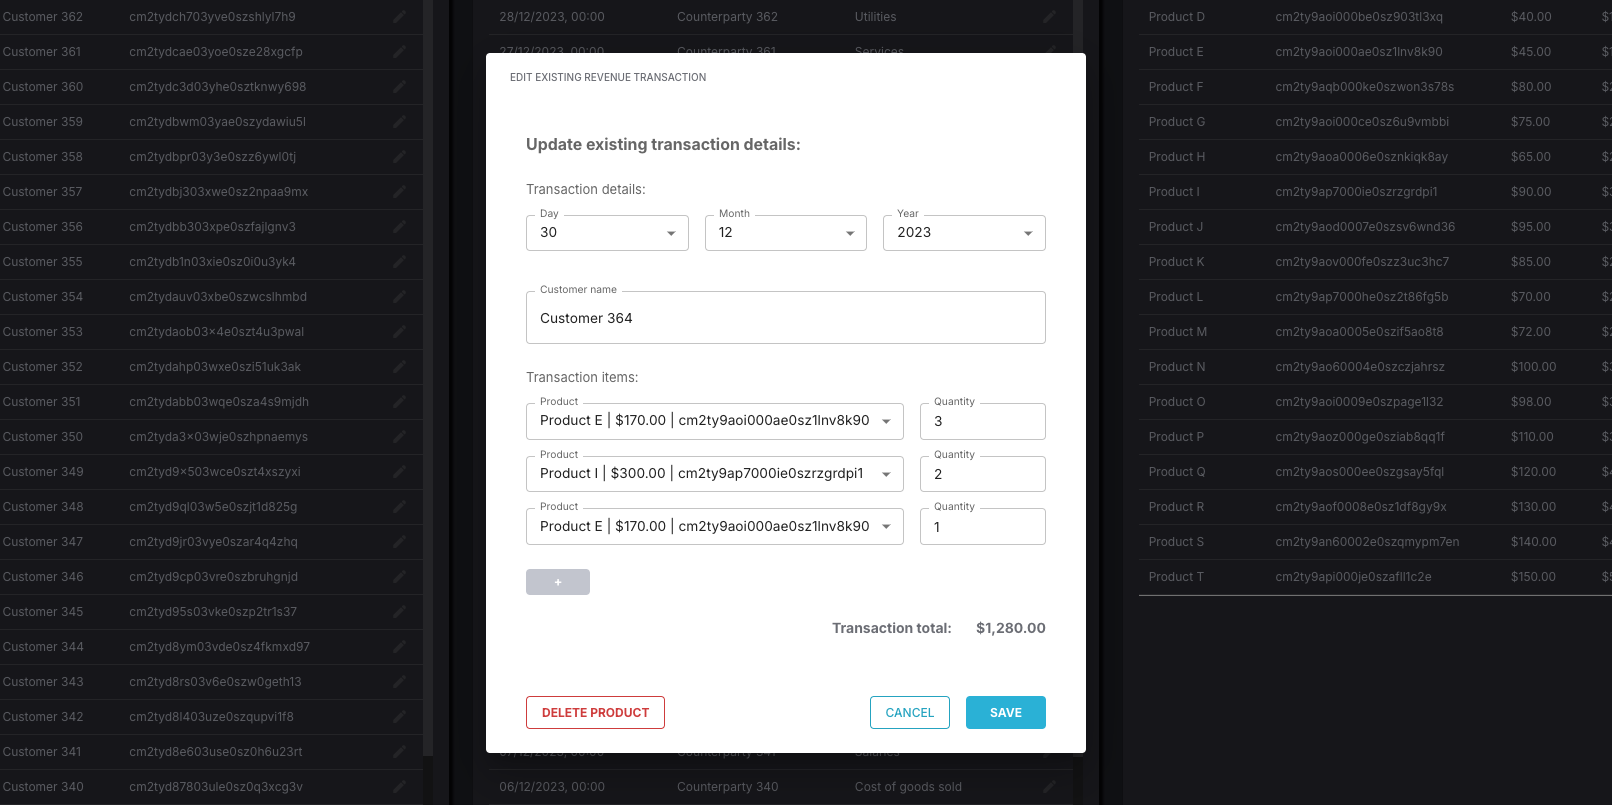 Customer 362 cm2tydch703yve0szshlyl7h9
Customer 361 cm2tydcae03yoe0sze28xgcfp
Customer 360 cm2tydc3d03yhe0sztknwy698
Customer 359 cm2tydbwm03yae0szydawiu5l
Customer 358 cm2tydbpr03y3e0szz6ywl0tj
Customer 357 cm2tydbj303xwe0sz2npaa9mx
Customer 356 cm2tydbb303xpe0szfajlgnv3
Customer 355 cm2tydb1n03xie0sz0i0u3yk4
Customer 354 cm2tydauv03xbe0szwcslhmbd
Customer 353 cm2tydaob03x4e0szt4u3pwal
Customer 352 cm2tydahp03wxe0szi51uk3ak
Customer 351 cm2tydabb03wqe0sza4s9mjdh
Customer 350 cm2tyda3x03wje0szhpnaemys
Customer 349 cm2tyd9x503wce0szt4xszyxi
Customer 348 cm2tyd9ql03w5e0szjt1d825g
Customer 347 cm2tyd9jr03vye0szar4q4zhq
Customer 346 cm2tyd9cp03vre0szbruhgnjd
Customer 345 cm2tyd95s03vke0szp2tr1s37
Customer 344 cm2tyd8ym03vde0sz4fkmxd97
Customer 343 cm2tyd8rs03v6e0szw0geth13
Customer 342 cm2tyd8l403uze0szqupvi1f8
Customer 341 cm2tyd8e603use0sz0h6u23rt
Customer 340 cm2tyd87803ule0sz0q3xcg3v
28/12/2023, 00:00 Counterparty 362 Utilities
27/12/2023, 00:00 Counterparty 361 Services
EDIT EXISTING REVENUE TRANSACTION
Update existing transaction details:
Transaction details:
Day Month Year
30 12 2023
Customer name
Customer 364
Transaction items:
Product Quantity
Product E | $170.00 | cm2ty9aoi000ae0sz1lnv8k90 3
Product Quantity
Product I | $300.00 | cm2ty9ap7000ie0szrzgrdpi1 2
Product Quantity
Product E | $170.00 | cm2ty9aoi000ae0sz1lnv8k90 1
+
Transaction total: $1,280.00
DELETE PRODUCT CANCEL SAVE
07/12/2023, 00:00 Counterparty 341 Salaries
06/12/2023, 00:00 Counterparty 340 Cost of goods sold
Product D cm2ty9aoi000be0sz903tl3xq $40.00
Product E cm2ty9aoi000ae0sz1lnv8k90 $45.00
Product F cm2ty9aqb000ke0szwon3s78s $80.00
Product G cm2ty9aoi000ce0sz6u9vmbbi $75.00
Product H cm2ty9aoa0006e0sznkiqk8ay $65.00
Product I cm2ty9ap7000ie0szrzgrdpi1 $90.00
Product J cm2ty9aod0007e0szsv6wnd36 $95.00
Product K cm2ty9aov000fe0szz3uc3hc7 $85.00
Product L cm2ty9ap7000he0sz2t86fg5b $70.00
Product M cm2ty9aoa0005e0szif5ao8t8 $72.00
Product N cm2ty9ao60004e0szczjahrsz $100.00
Product O cm2ty9aoi0009e0szpage1l32 $98.00
Product P cm2ty9aoz000ge0sziab8qq1f $110.00
Product Q cm2ty9aos000ee0szgsay5fql $120.00
Product R cm2ty9aof0008e0sz1df8gy9x $130.00
Product S cm2ty9an60002e0szqmypm7en $140.00
Product T cm2ty9api000je0szafll1c2e $150.00